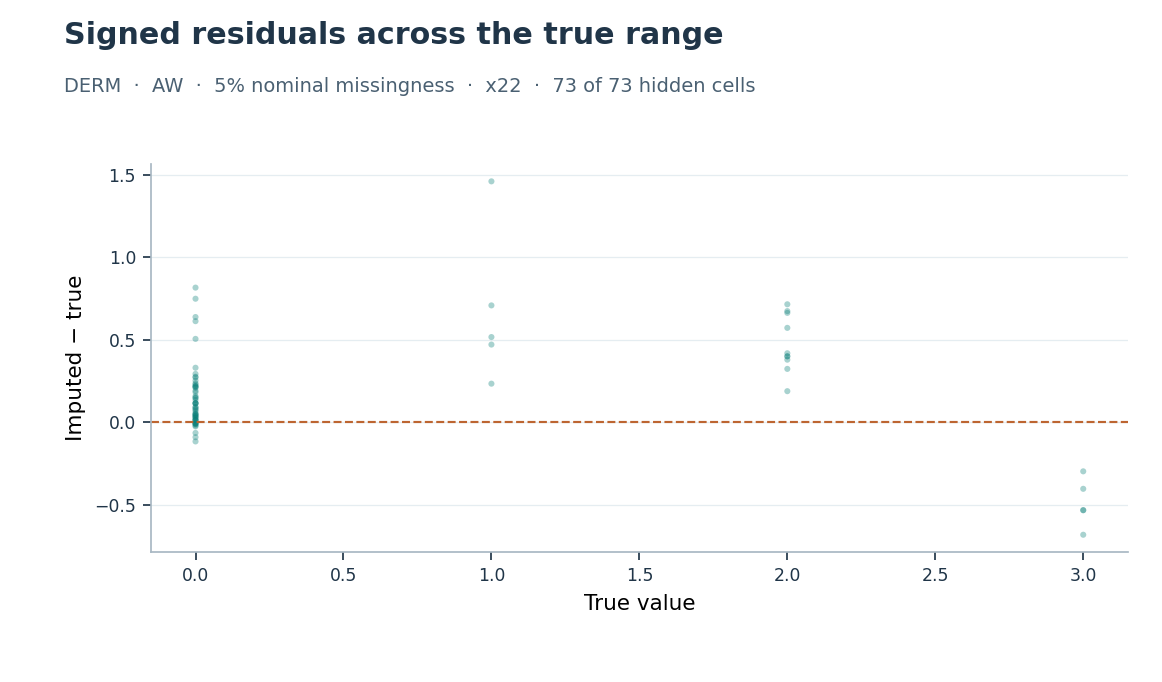 Signed residuals across the true range
DERM · AW · 5% nominal missingness · x22 · 73 of 73 hidden cells
Imputed − true
1.5
1.0
0.5
0.0
−0.5
0.0 0.5 1.0 1.5 2.0 2.5 3.0
True value